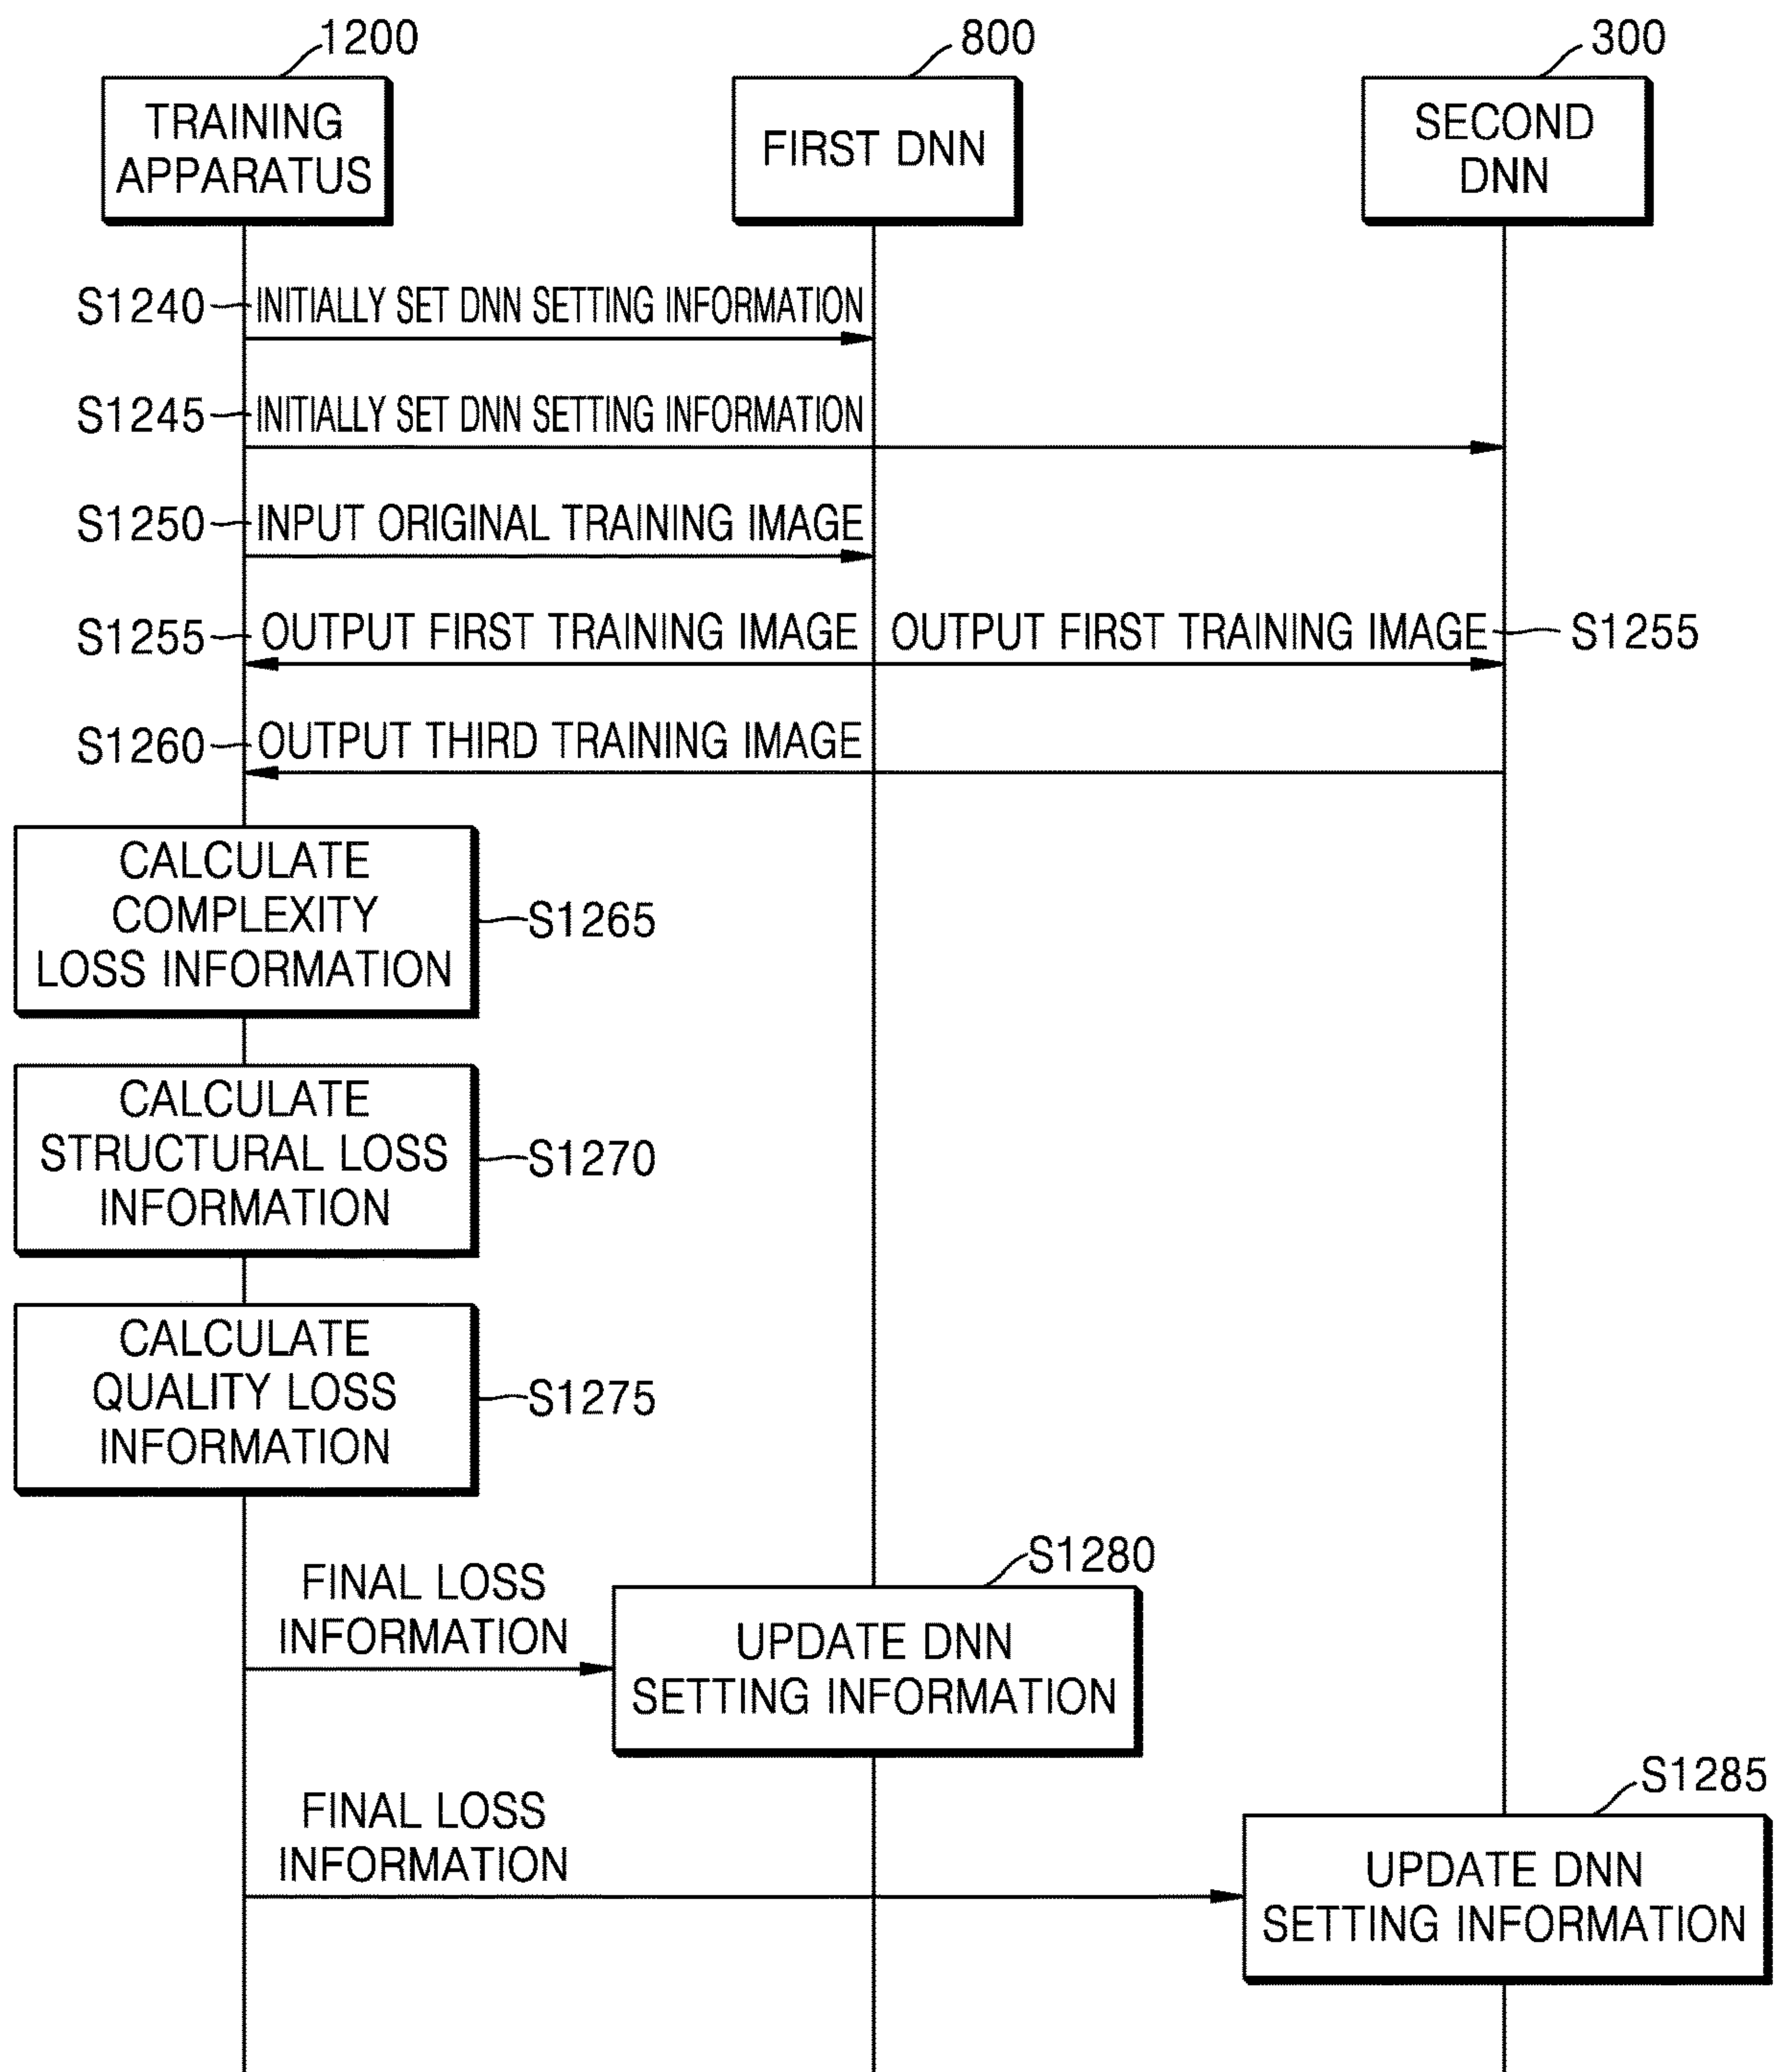 1200
800
300
TRAINING
APPARATUS
FIRST DNN
SECOND
DNN
S1240 INITIALLY SET DNN SETTING INFORMATION
S1245 INITIALLY SET DNN SETTING INFORMATION
S1250 INPUT ORIGINAL TRAINING IMAGE
S1255 OUTPUT FIRST TRAINING IMAGE OUTPUT FIRST TRAINING IMAGE S1255
S1260 OUTPUT THIRD TRAINING IMAGE
CALCULATE
COMPLEXITY
LOSS INFORMATION
S1265
CALCULATE
STRUCTURAL LOSS
INFORMATION
S1270
CALCULATE
QUALITY LOSS
INFORMATION
S1275
FINAL LOSS
INFORMATION
S1280
UPDATE DNN
SETTING INFORMATION
FINAL LOSS
INFORMATION
S1285
UPDATE DNN
SETTING INFORMATION